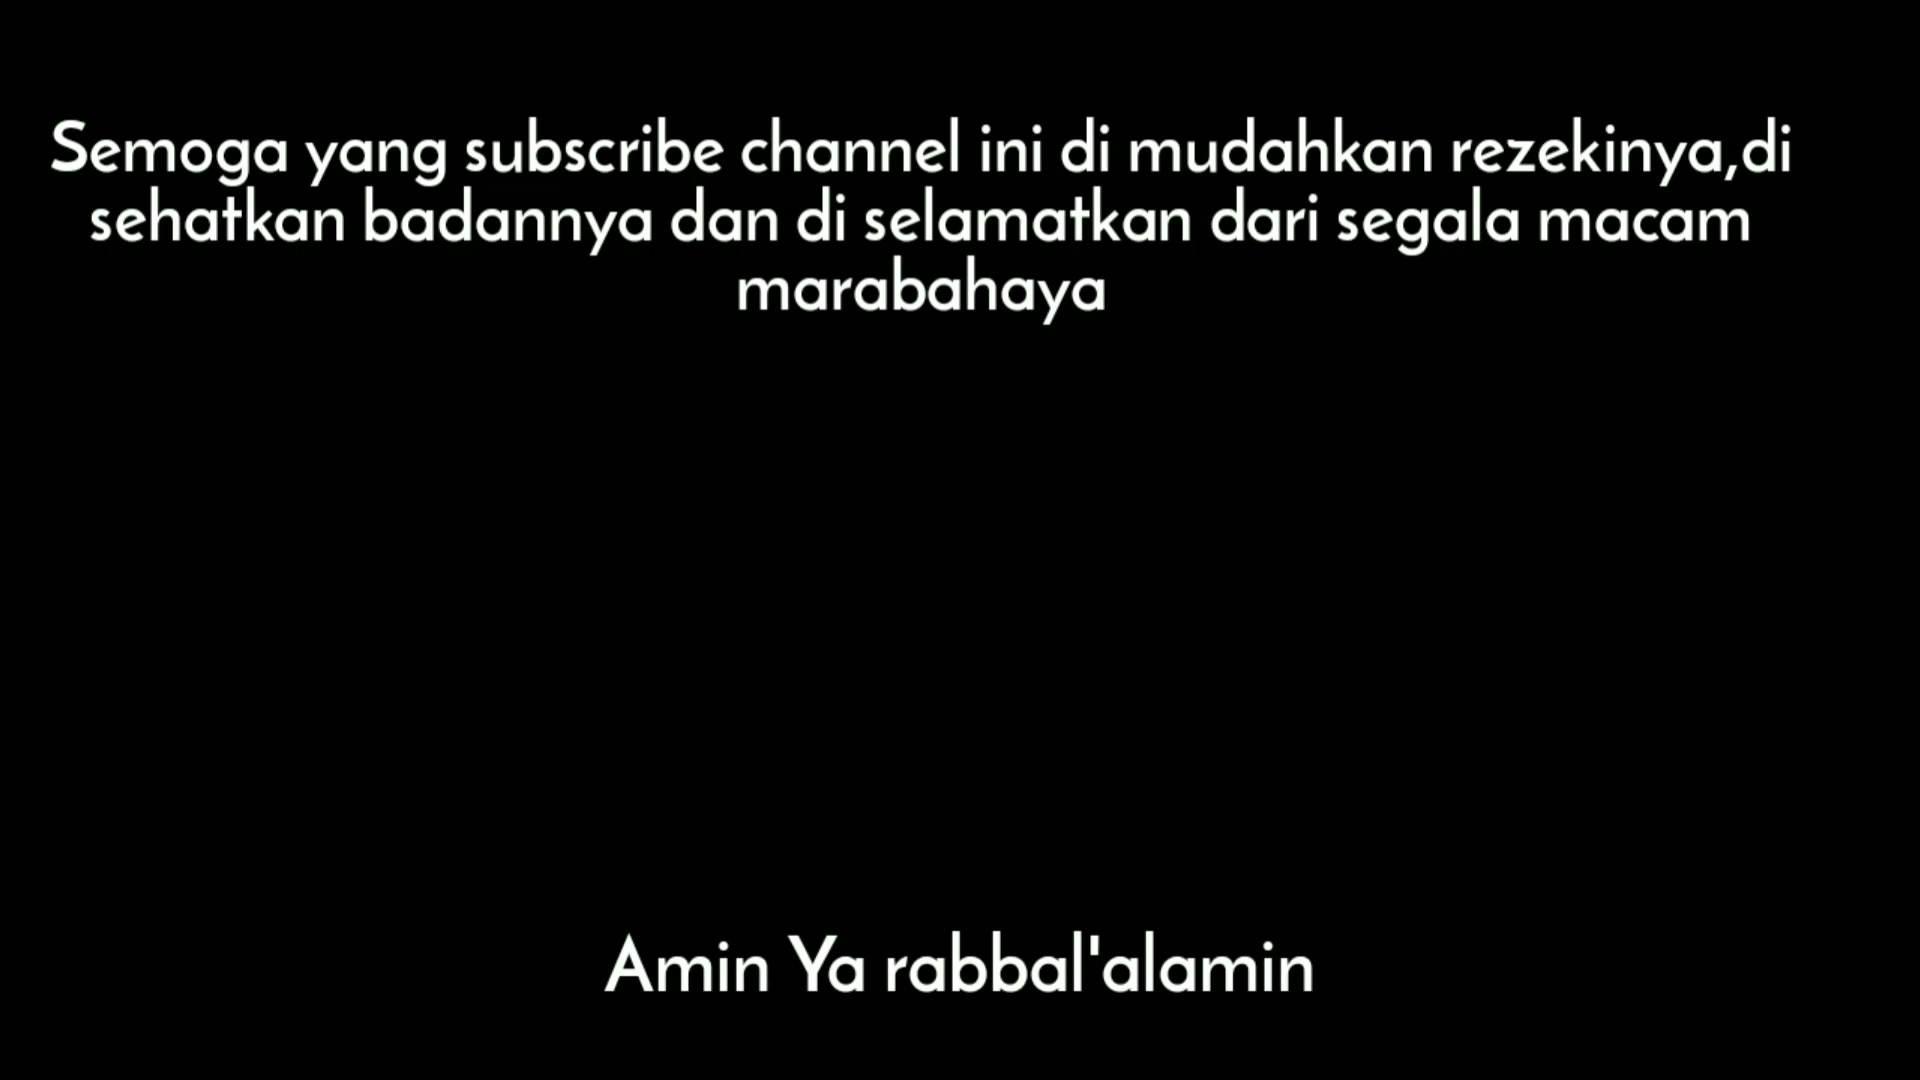 Semoga yang subscribe channel ini di mudahkan rezekinya,di
sehatkan badannya dan di selamatkan dari segala macam
marabahaya
Amin Ya rabbal'alamin